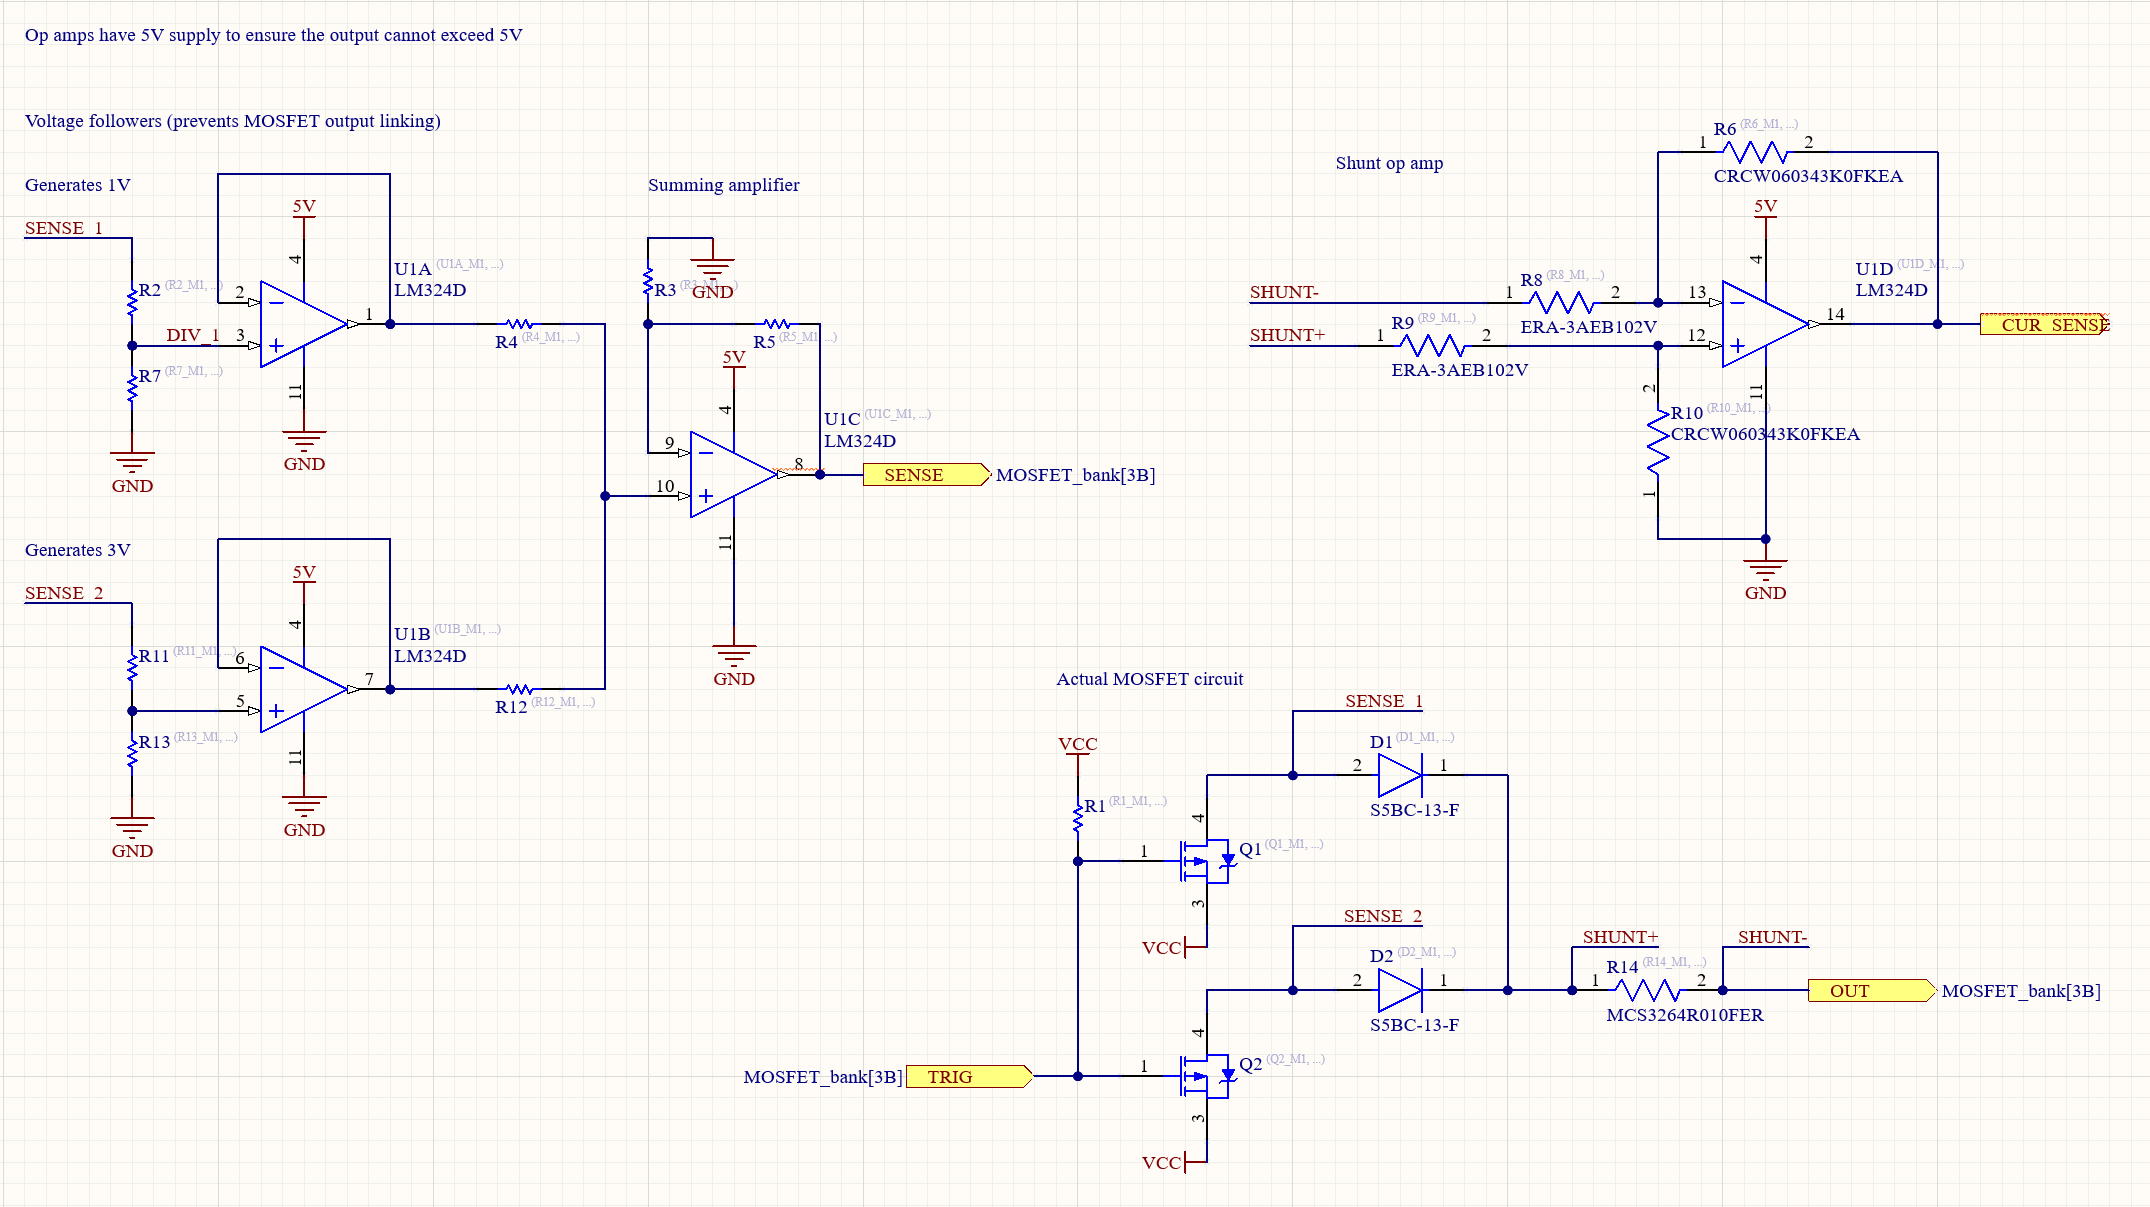 Op amps have 5V supply to ensure the output cannot exceed 5V
Voltage followers (prevents MOSFET output linking)
Generates 1V
SENSE_1
R2 (R2_M1, ...)
DIV_1
R7 (R7_M1, ...)
GND
2
3
5V
4
11
GND
1
U1A (U1A_M1, ...)
LM324D
R4 (R4_M1, ...)
Generates 3V
SENSE_2
R11 (R11_M1, ...)
R13 (R13_M1, ...)
GND
6
5
5V
4
11
GND
7
U1B (U1B_M1, ...)
LM324D
R12 (R12_M1, ...)
Summing amplifier
R3 (R3_M1, ...)
GND
R5 (R5_M1, ...)
5V
4
9
10
8
11
GND
U1C (U1C_M1, ...)
LM324D
SENSE
MOSFET_bank[3B]
Shunt op amp
R6 (R6_M1, ...)
1
2
CRCW060343K0FKEA
5V
4
SHUNT-
1
R8 (R8_M1, ...)
2
ERA-3AEB102V
SHUNT+
1
R9 (R9_M1, ...)
2
ERA-3AEB102V
13
12
14
11
U1D (U1D_M1, ...)
LM324D
CUR_SENSE
2
R10 (R10_M1, ...)
CRCW060343K0FKEA
1
GND
Actual MOSFET circuit
SENSE_1
D1 (D1_M1, ...)
2
1
S5BC-13-F
VCC
R1 (R1_M1, ...)
4
1
Q1 (Q1_M1, ...)
3
VCC
SENSE_2
D2 (D2_M1, ...)
2
1
S5BC-13-F
SHUNT+
SHUNT-
R14 (R14_M1, ...)
1
2
MCS3264R010FER
OUT
MOSFET_bank[3B]
4
1
Q2 (Q2_M1, ...)
3
VCC
MOSFET_bank[3B]
TRIG